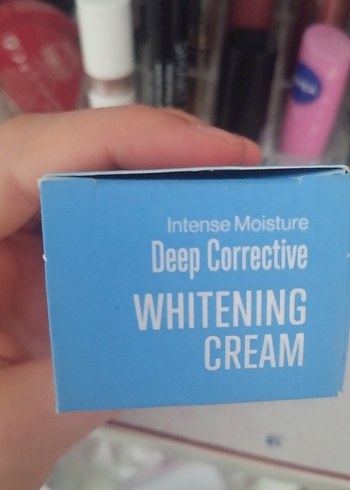 Intense Moisture
Deep Corrective
WHITENING
CREAM